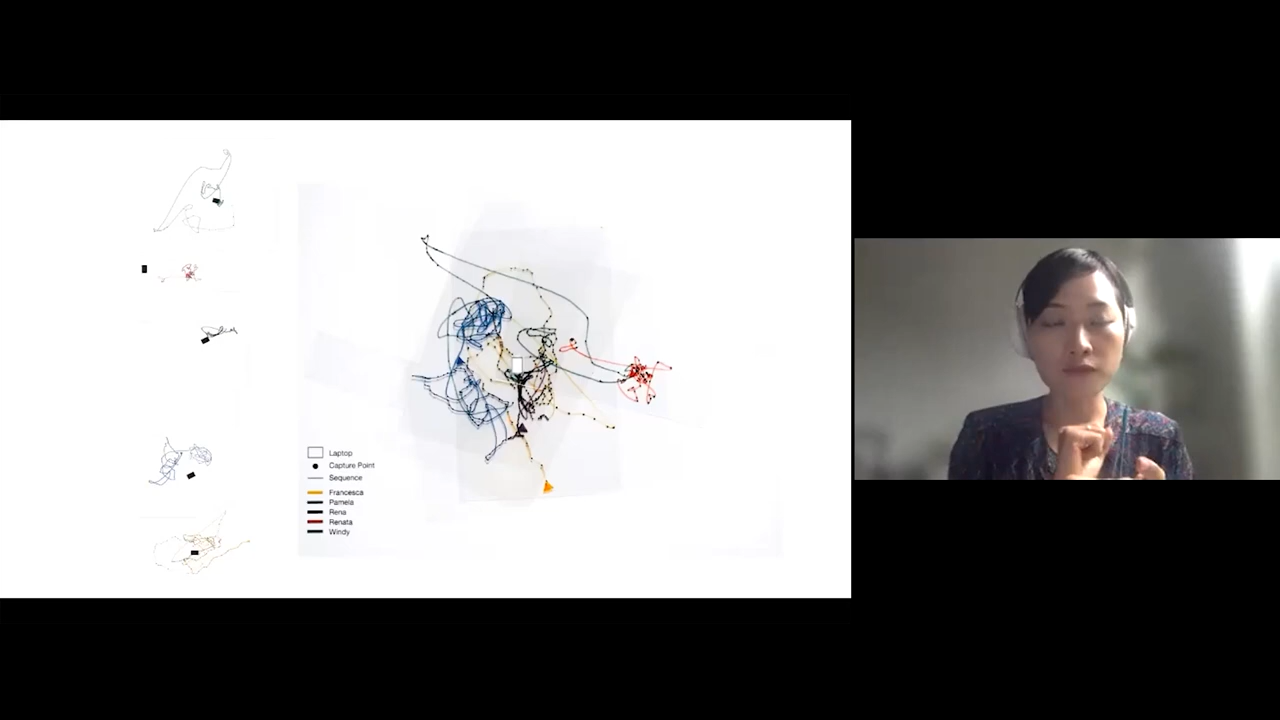 Laptop
Capture Point
Sequence
Francesca
Pamela
Rena
Renata
Windy